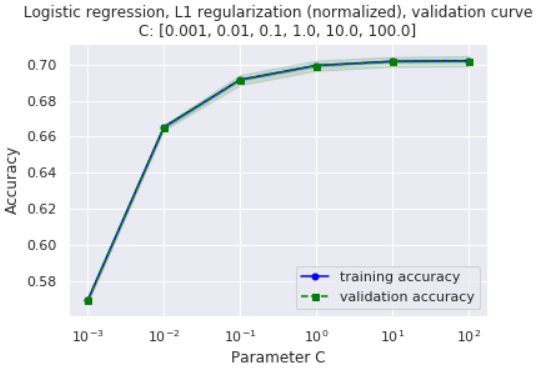 Logistic regression, L1 regularization (normalized), validation curve
C: [0.001, 0.01, 0.1, 1.0, 10.0, 100.0]
0.70
0.68
0.66
0.64
0.62
0.60
0.58
Accuracy
training accuracy
validation accuracy
10⁻³ 10⁻² 10⁻¹ 10⁰ 10¹ 10²
Parameter C